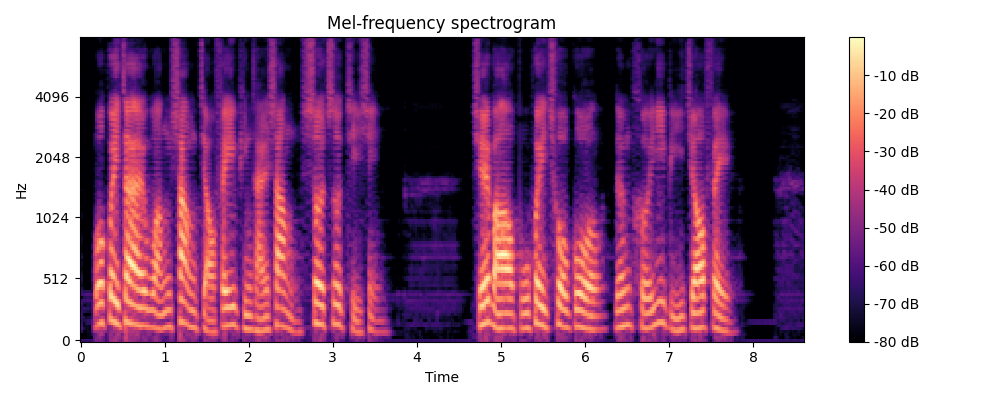 Mel-frequency spectrogram
Hz
4096
2048
1024
512
0
0 1 2 3 4 5 6 7 8
Time
-10 dB
-20 dB
-30 dB
-40 dB
-50 dB
-60 dB
-70 dB
-80 dB